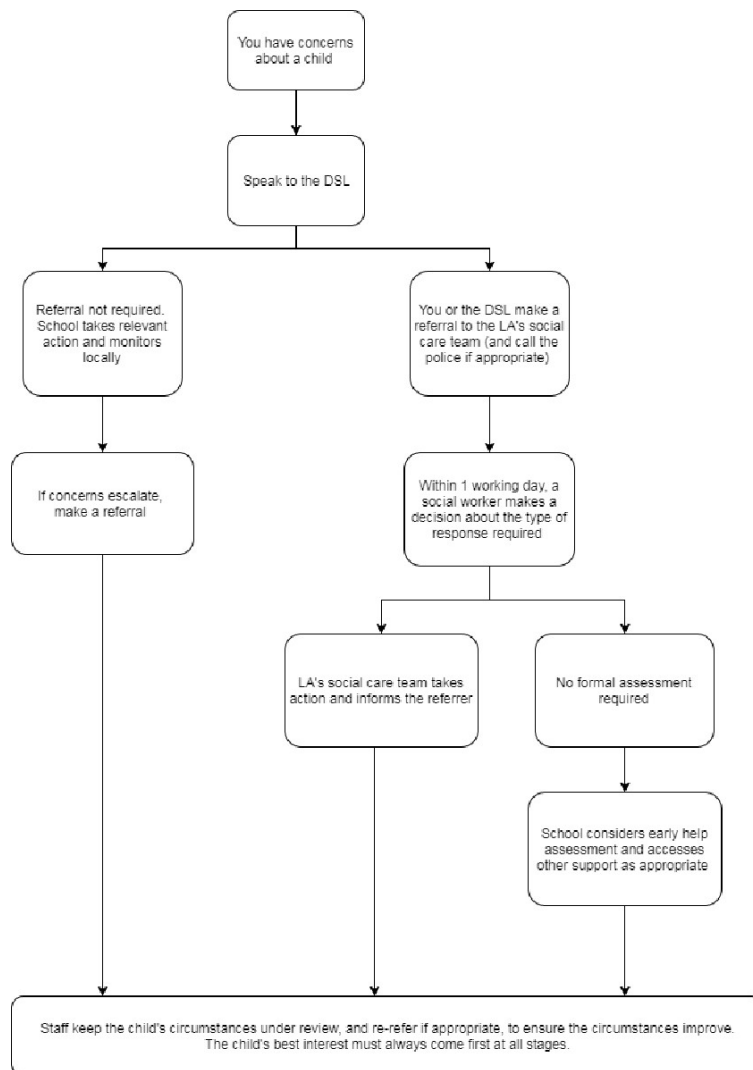 You have concerns
about a child
Speak to the DSL
Referral not required.
School takes relevant
action and monitors
locally
You or the DSL make a
referral to the LA's social
care team (and call the
police if appropriate)
If concerns escalate,
make a referral
Within 1 working day, a
social worker makes a
decision about the type of
response required
LA's social care team takes
action and informs the referrer
No formal assessment
required
School considers early help
assessment and accesses
other support as appropriate
Staff keep the child's circumstances under review, and re-refer if appropriate, to ensure the circumstances improve.
The child's best interest must always come first at all stages.